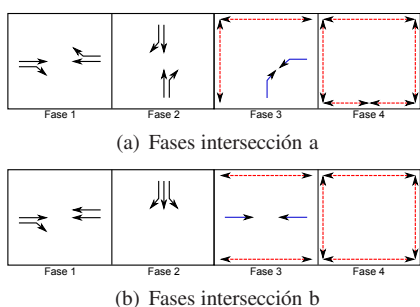 Fase 1 Fase 2 Fase 3 Fase 4
(a) Fases intersección a
Fase 1 Fase 2 Fase 3 Fase 4
(b) Fases intersección b